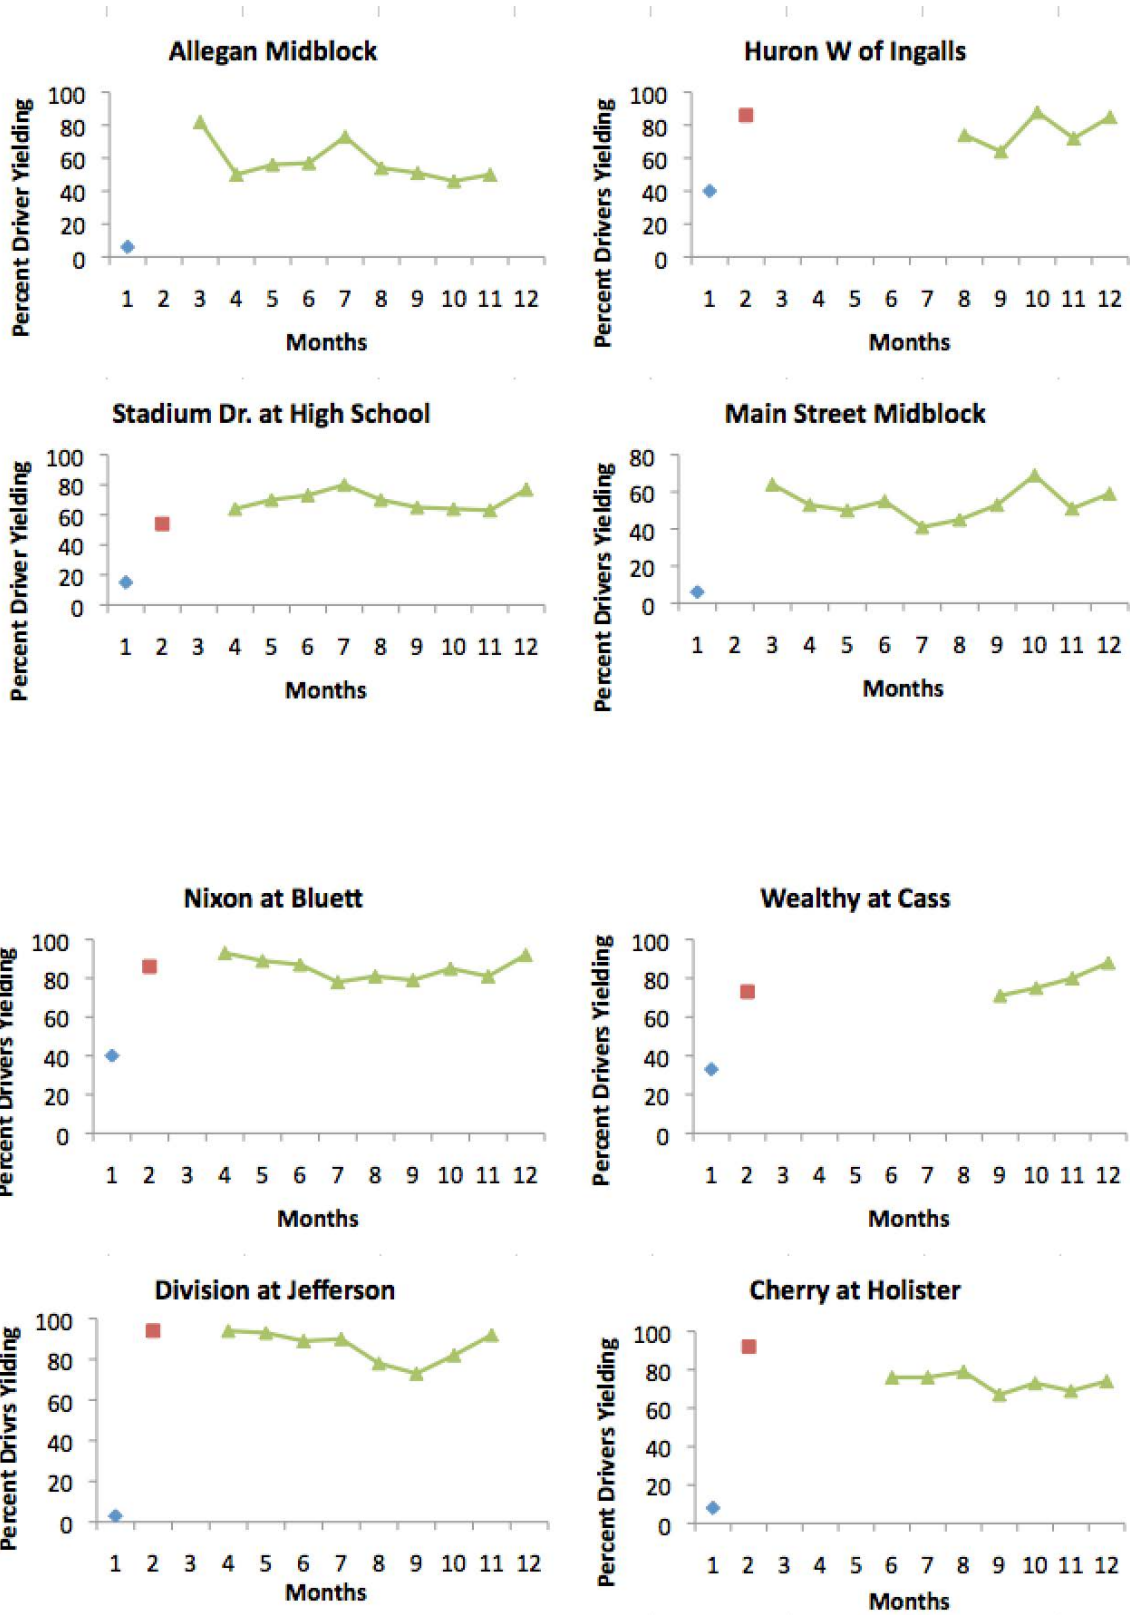 Allegan Midblock
Percent Driver Yielding
100
80
60
40
20
0
1 2 3 4 5 6 7 8 9 10 11 12
Months
Huron W of Ingalls
Percent Drivers Yielding
100
80
60
40
20
0
1 2 3 4 5 6 7 8 9 10 11 12
Months
Stadium Dr. at High School
Percent Driver Yielding
100
80
60
40
20
0
1 2 3 4 5 6 7 8 9 10 11 12
Months
Main Street Midblock
Percent Drivers Yielding
80
60
40
20
0
1 2 3 4 5 6 7 8 9 10 11 12
Months
Nixon at Bluett
Percent Drivers Yielding
100
80
60
40
20
0
1 2 3 4 5 6 7 8 9 10 11 12
Months
Wealthy at Cass
Percent Drivers Yielding
100
80
60
40
20
0
1 2 3 4 5 6 7 8 9 10 11 12
Months
Division at Jefferson
Percent Drivrs Yilding
100
80
60
40
20
0
1 2 3 4 5 6 7 8 9 10 11 12
Months
Cherry at Holister
Percent Drivers Yielding
100
80
60
40
20
0
1 2 3 4 5 6 7 8 9 10 11 12
Months